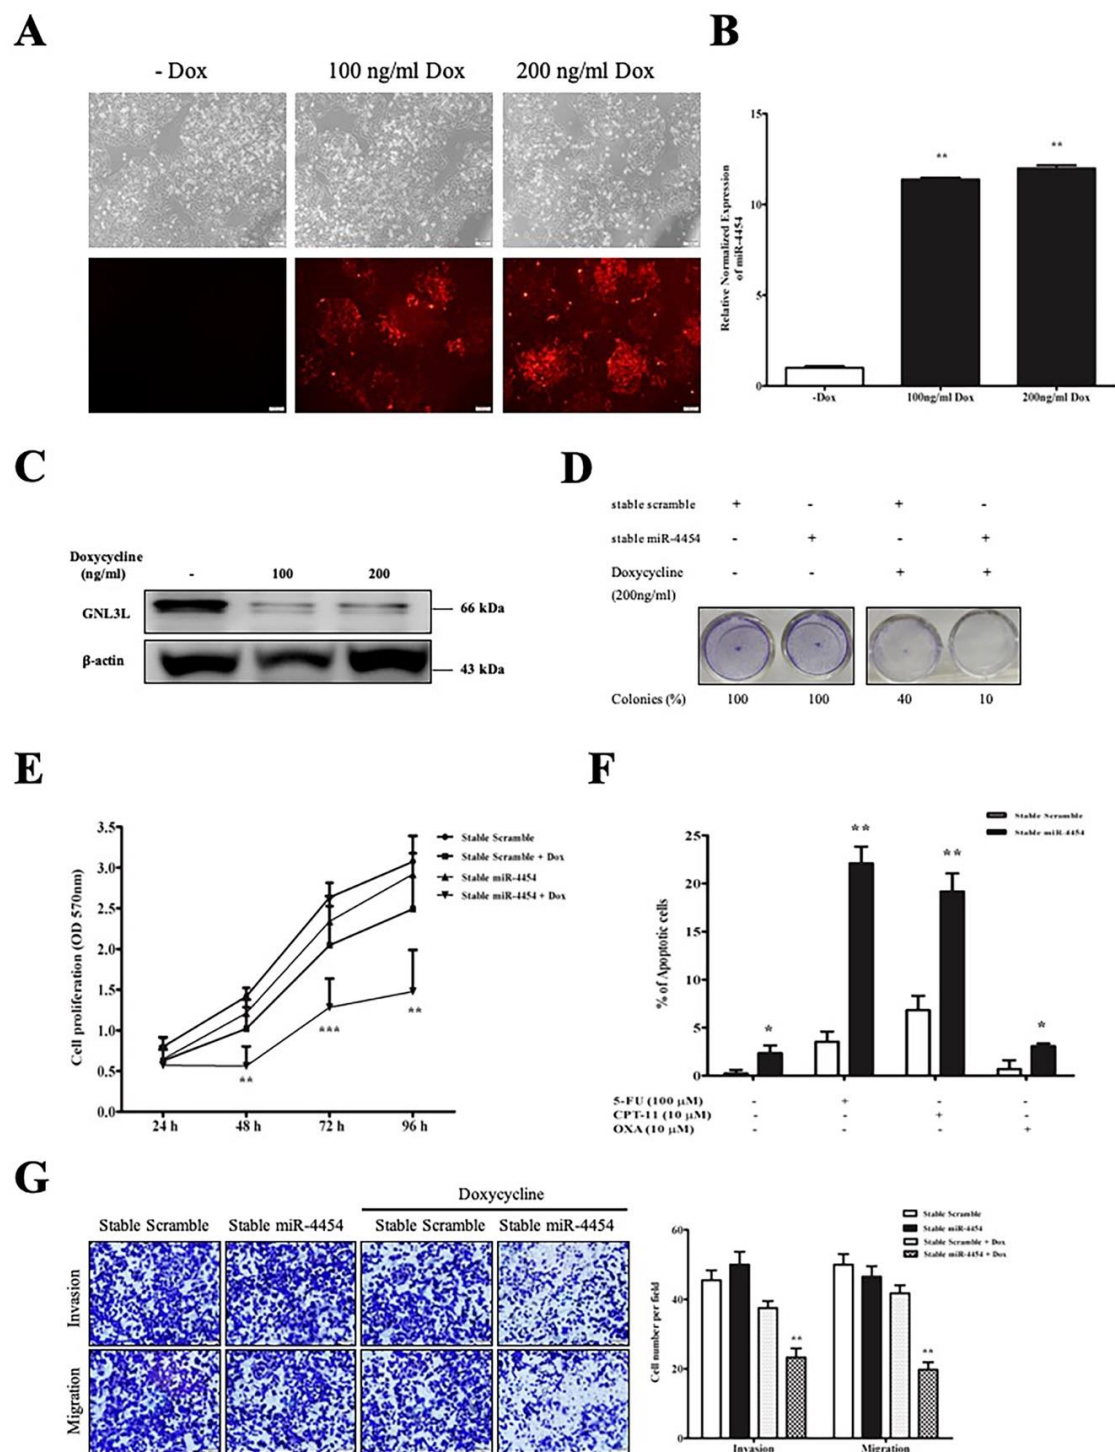 A
- Dox 100 ng/ml Dox 200 ng/ml Dox
B
Relative Normalized Expression
of miR-4454
15
10
5
0
**
**
-Dox 100ng/ml Dox 200ng/ml Dox
C
Doxycycline
(ng/ml) - 100 200
GNL3L 66 kDa
β-actin 43 kDa
D
stable scramble + - + -
stable miR-4454 - + - +
Doxycycline - - + +
(200ng/ml)
Colonies (%) 100 100 40 10
E
Cell proliferation (OD 570nm)
3.5
3.0
2.5
2.0
1.5
1.0
0.5
0.0
24 h 48 h 72 h 96 h
Stable Scramble
Stable Scramble + Dox
Stable miR-4454
Stable miR-4454 + Dox
**
***
**
F
Stable Scramble
Stable miR-4454
% of Apoptotic cells
25
20
15
10
5
0
*
**
**
*
5-FU (100 μM) - + - -
CPT-11 (10 μM) - - + -
OXA (10 μM) - - - +
G
Doxycycline
Stable Scramble Stable miR-4454 Stable Scramble Stable miR-4454
Invasion
Migration
Stable Scramble
Stable miR-4454
Stable Scramble + Dox
Stable miR-4454 + Dox
Cell number per field
60
40
20
0
**
**
Invasion Migration